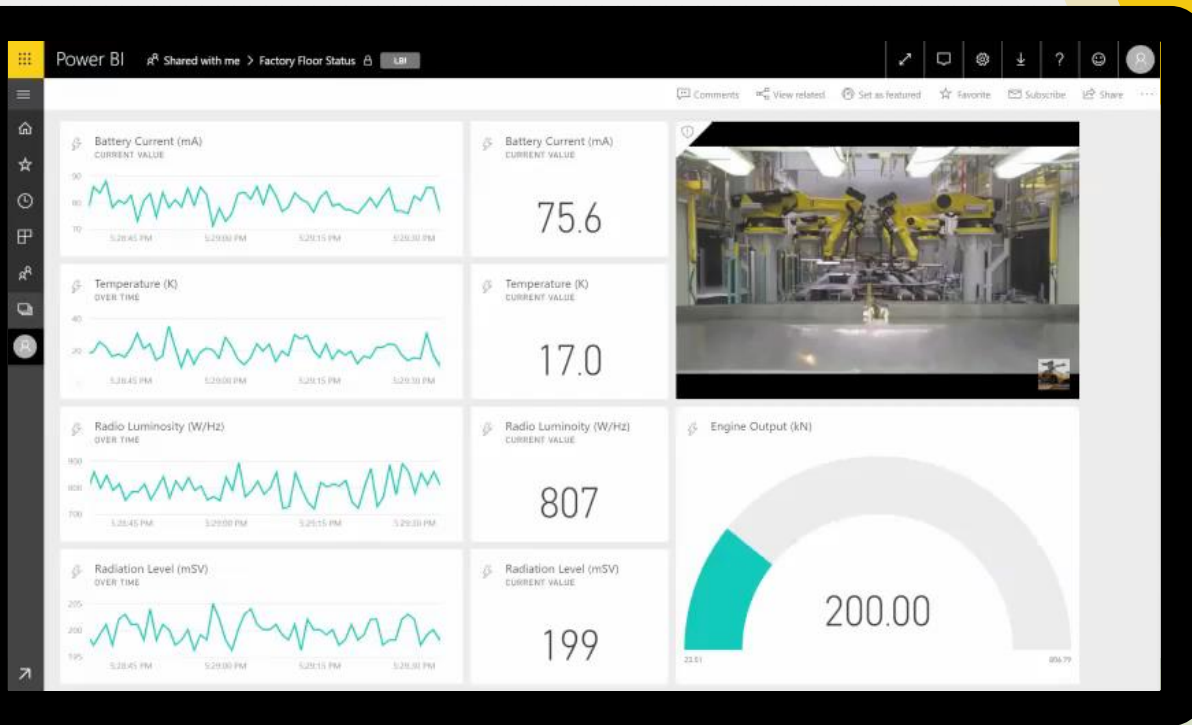 Power BI Shared with me > Factory Floor Status LBI
Comments View related Set as featured Favorite Subscribe Share
Battery Current (mA)
CURRENT VALUE
90
80
70
5:28:45 PM 5:29:00 PM 5:29:15 PM 5:29:30 PM
Battery Current (mA)
CURRENT VALUE
75.6
Temperature (K)
OVER TIME
40
20
5:28:45 PM 5:29:00 PM 5:29:15 PM 5:29:30 PM
Temperature (K)
CURRENT VALUE
17.0
Radio Luminosity (W/Hz)
OVER TIME
900
800
700
5:28:45 PM 5:29:00 PM 5:29:15 PM 5:29:30 PM
Radio Luminoity (W/Hz)
CURRENT VALUE
807
Engine Output (kN)
200.00
23.51 806.79
Radiation Level (mSV)
OVER TIME
205
200
195
5:28:45 PM 5:29:00 PM 5:29:15 PM 5:29:30 PM
Radiation Level (mSV)
CURRENT VALUE
199